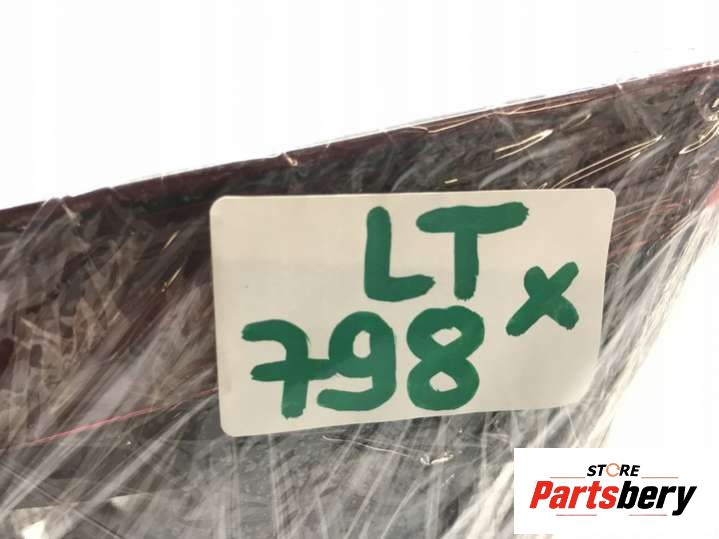 LT
798 x
STORE
Partsbery